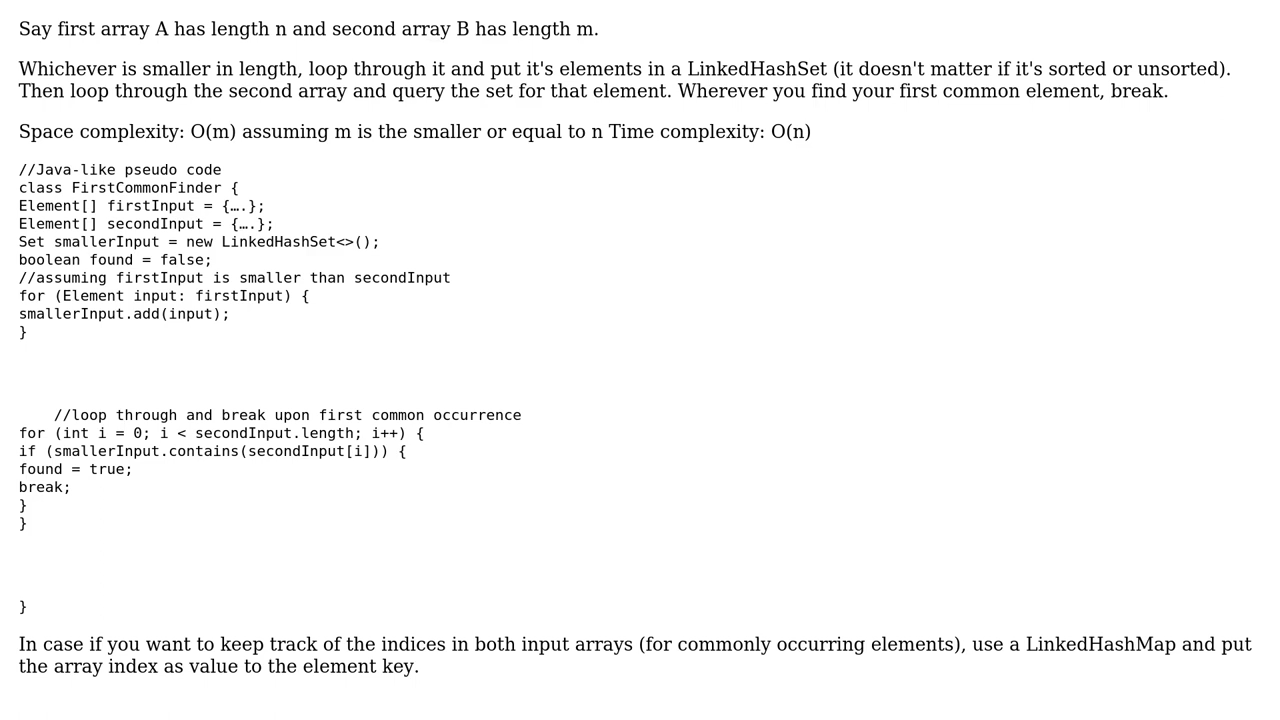 Say first array A has length n and second array B has length m.
Whichever is smaller in length, loop through it and put it's elements in a LinkedHashSet (it doesn't matter if it's sorted or unsorted).
Then loop through the second array and query the set for that element. Wherever you find your first common element, break.
Space complexity: O(m) assuming m is the smaller or equal to n Time complexity: O(n)
//Java-like pseudo code
class FirstCommonFinder {
Element[] firstInput = {….};
Element[] secondInput = {….};
Set smallerInput = new LinkedHashSet<>();
boolean found = false;
//assuming firstInput is smaller than secondInput
for (Element input: firstInput) {
smallerInput.add(input);
}
//loop through and break upon first common occurrence
for (int i = 0; i < secondInput.length; i++) {
if (smallerInput.contains(secondInput[i])) {
found = true;
break;
}
}
}
In case if you want to keep track of the indices in both input arrays (for commonly occurring elements), use a LinkedHashMap and put
the array index as value to the element key.